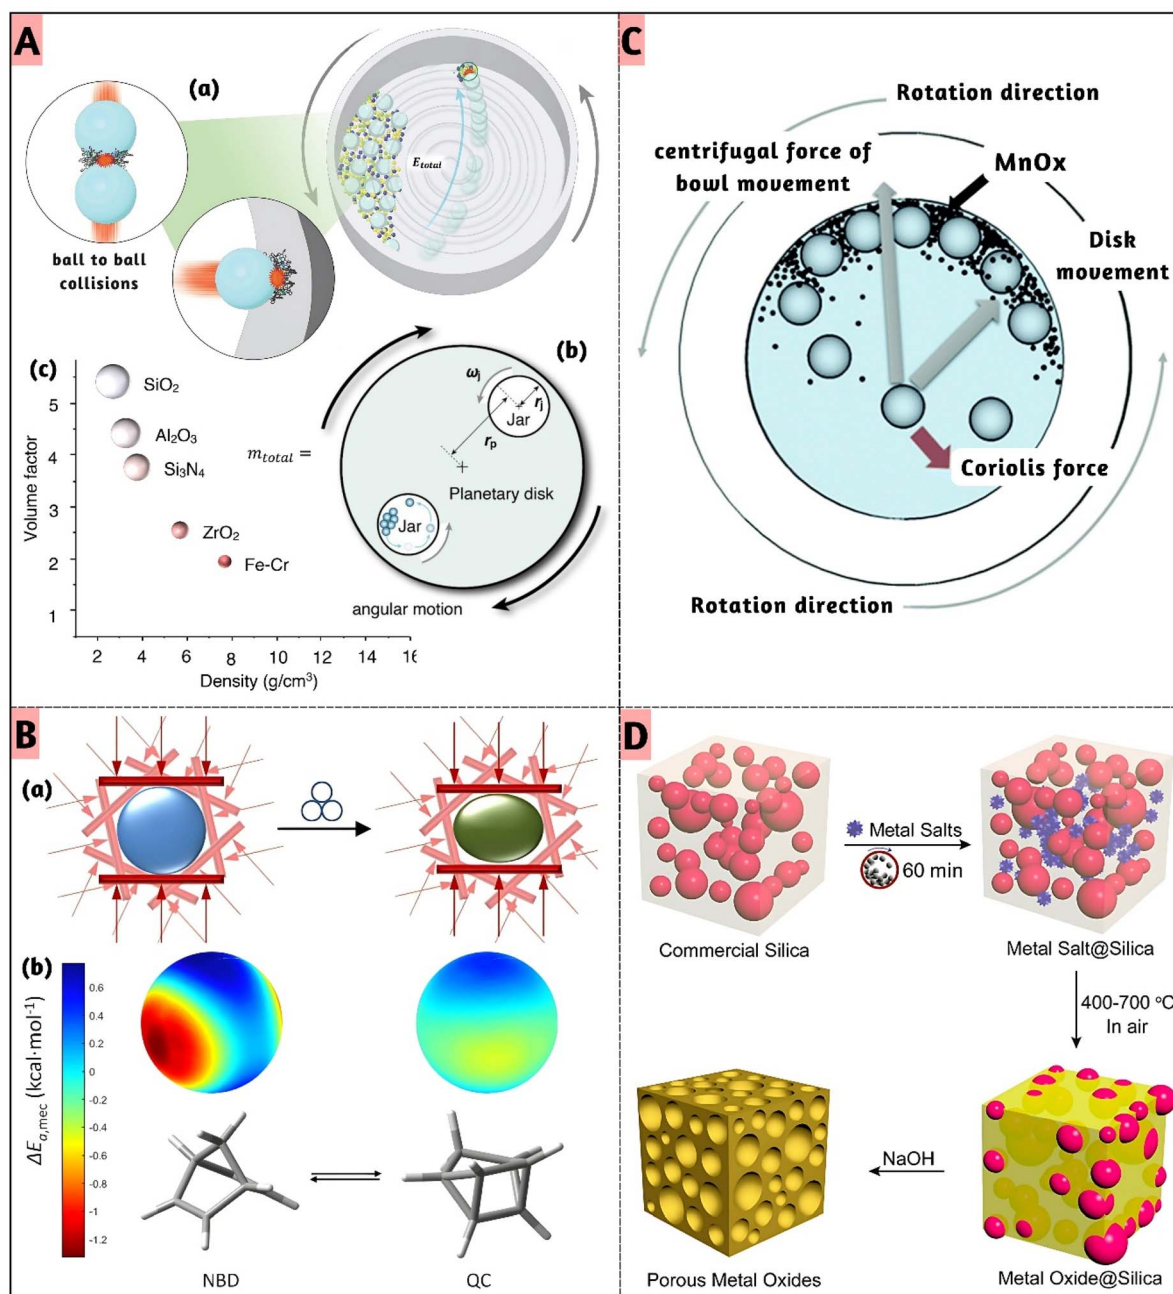 A
(a)
E_total
ball to ball
collisions
(c)
SiO₂
Al₂O₃
Si₃N₄
ZrO₂
Fe-Cr
Volume factor
5
4
3
2
1
2
4
6
8
10
12
14
16
Density (g/cm³)
(b)
ω_j
r_j
Jar
r_p
m_total =
Planetary disk
Jar
angular motion
C
Rotation direction
centrifugal force of
bowl movement
MnOx
Disk
movement
Coriolis force
Rotation direction
B
(a)
(b)
ΔE_a,mec (kcal·mol⁻¹)
0.6
0.4
0.2
0
-0.2
-0.4
-0.6
-0.8
-1
-1.2
NBD
QC
D
Metal Salts
60 min
Commercial Silica
Metal Salt@Silica
400-700 °C
In air
NaOH
Porous Metal Oxides
Metal Oxide@Silica